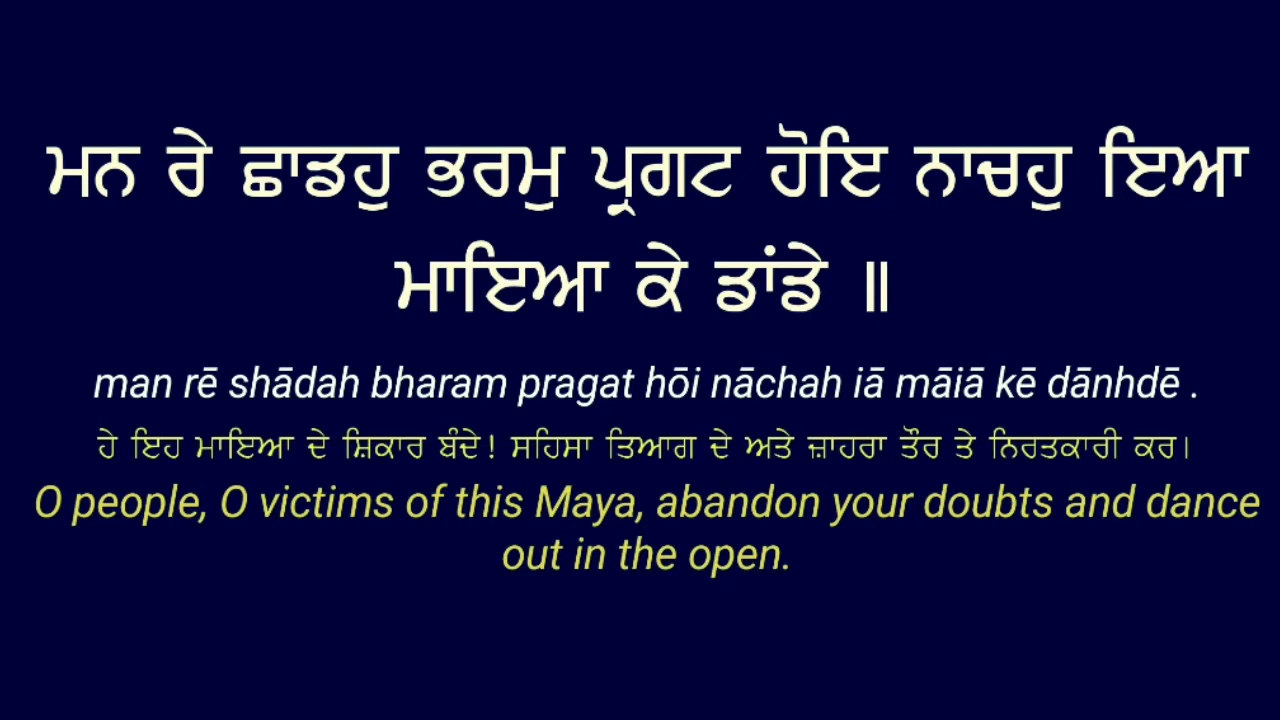 ਮਨ ਰੇ ਛਾਡਹੁ ਭਰਮੁ ਪ੍ਰਗਟ ਹੋਇ ਨਾਚਹੁ ਇਆ
ਮਾਇਆ ਕੇ ਡਾਂਡੇ ॥
man rē shādah bharam pragat hōi nāchah iā māiā kē dānhdē .
ਹੇ ਇਹ ਮਾਇਆ ਦੇ ਸ਼ਿਕਾਰ ਬੰਦੇ! ਸਹਿਸਾ ਤਿਆਗ ਦੇ ਅਤੇ ਜ਼ਾਹਰਾ ਤੌਰ ਤੇ ਨਿਰਤਕਾਰੀ ਕਰ।
O people, O victims of this Maya, abandon your doubts and dance
out in the open.